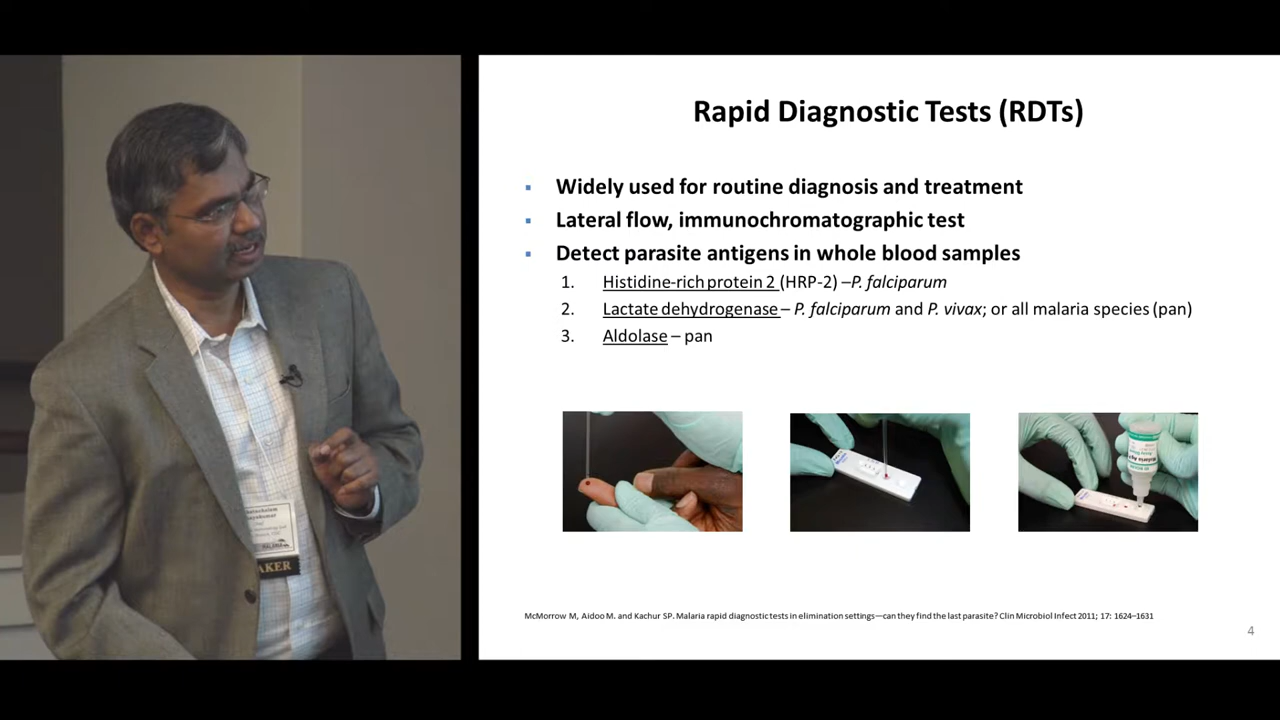 Rapid Diagnostic Tests (RDTs)
▪ Widely used for routine diagnosis and treatment
▪ Lateral flow, immunochromatographic test
▪ Detect parasite antigens in whole blood samples
1. Histidine-rich protein 2 (HRP-2) –P. falciparum
2. Lactate dehydrogenase – P. falciparum and P. vivax; or all malaria species (pan)
3. Aldolase – pan
McMorrow M, Aidoo M. and Kachur SP. Malaria rapid diagnostic tests in elimination settings—can they find the last parasite? Clin Microbiol Infect 2011; 17: 1624–1631
4
AKER